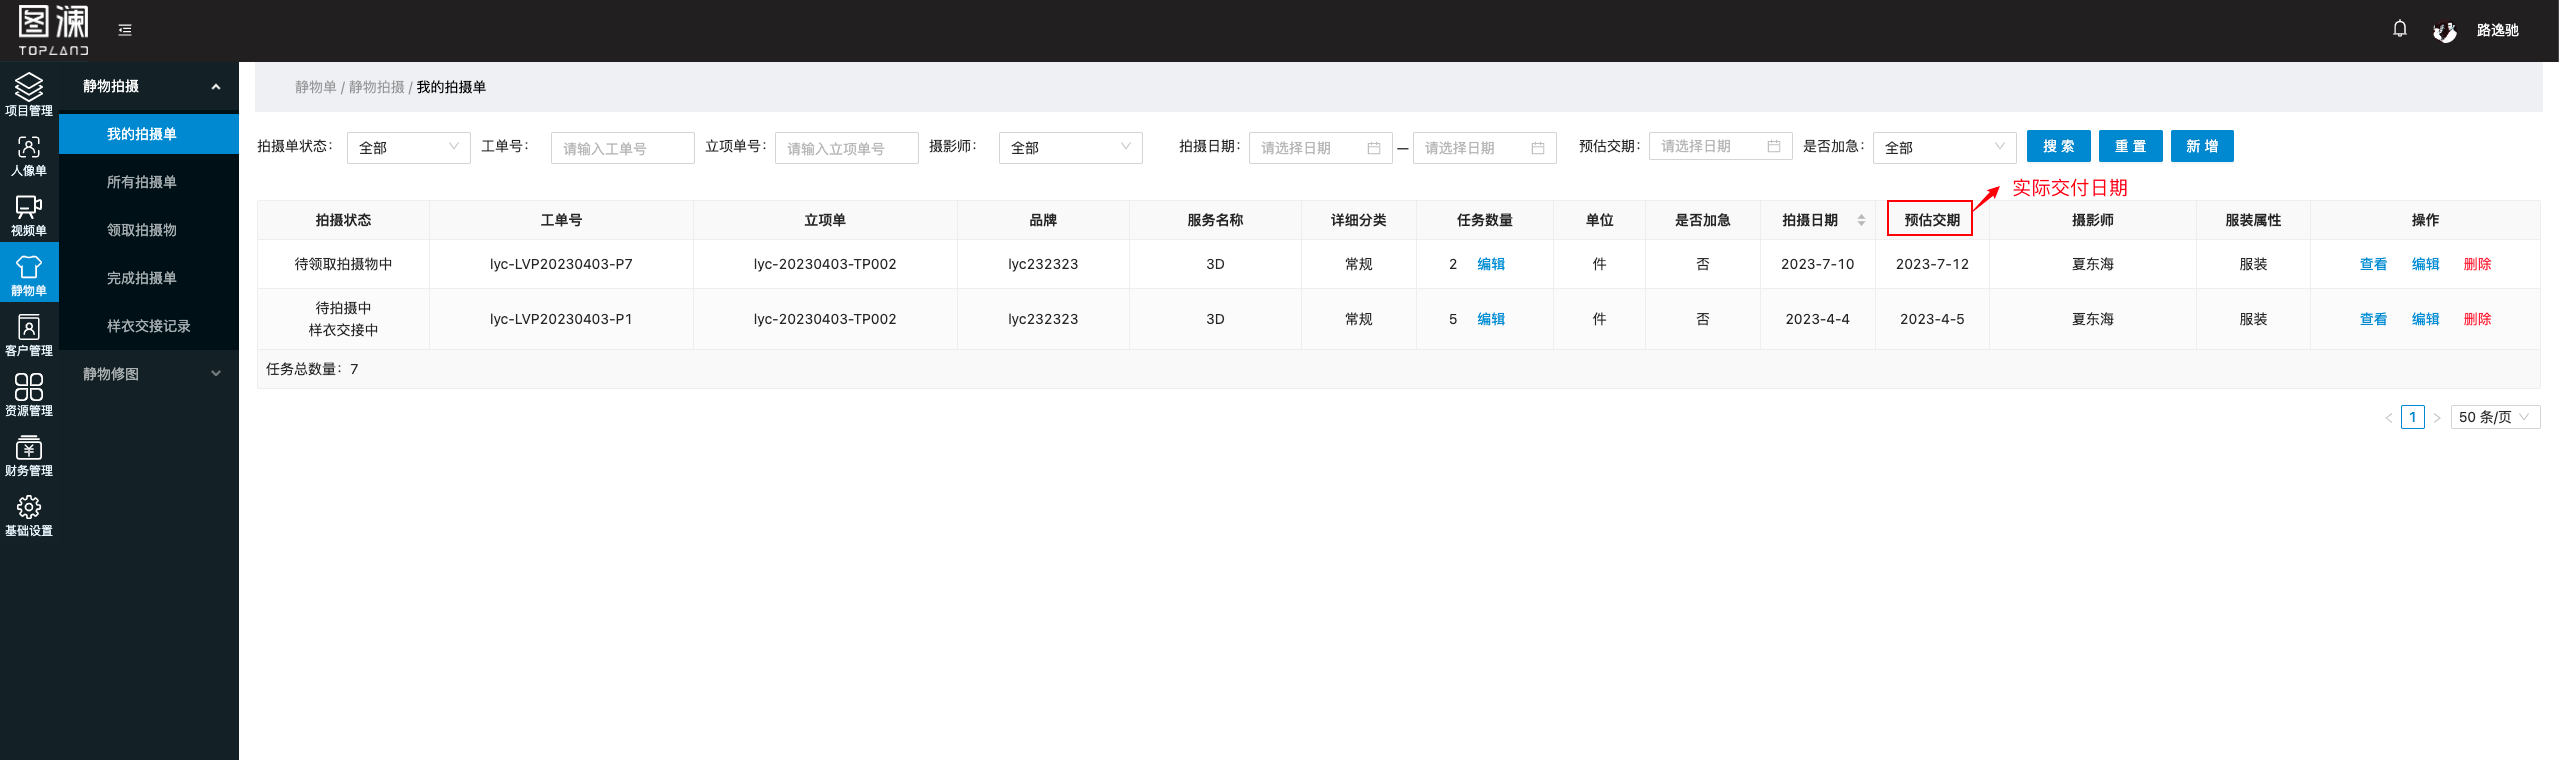 图澜
TOPLAND
路逸驰
项目管理
人像单
视频单
静物单
客户管理
资源管理
财务管理
基础设置
静物拍摄
我的拍摄单
所有拍摄单
领取拍摄物
完成拍摄单
样衣交接记录
静物修图
静物单 / 静物拍摄 / 我的拍摄单
拍摄单状态: 全部 工单号: 请输入工单号 立项单号: 请输入立项单号 摄影师: 全部 拍摄日期: 请选择日期 — 请选择日期 预估交期: 请选择日期 是否加急: 全部 搜 索 重 置 新 增
实际交付日期
拍摄状态 工单号 立项单 品牌 服务名称 详细分类 任务数量 单位 是否加急 拍摄日期 预估交期 摄影师 服装属性 操作
待领取拍摄物中 lyc-LVP20230403-P7 lyc-20230403-TP002 lyc232323 3D 常规 2 编辑 件 否 2023-7-10 2023-7-12 夏东海 服装 查看 编辑 删除
待拍摄中
样衣交接中 lyc-LVP20230403-P1 lyc-20230403-TP002 lyc232323 3D 常规 5 编辑 件 否 2023-4-4 2023-4-5 夏东海 服装 查看 编辑 删除
任务总数量: 7
< 1 > 50 条/页